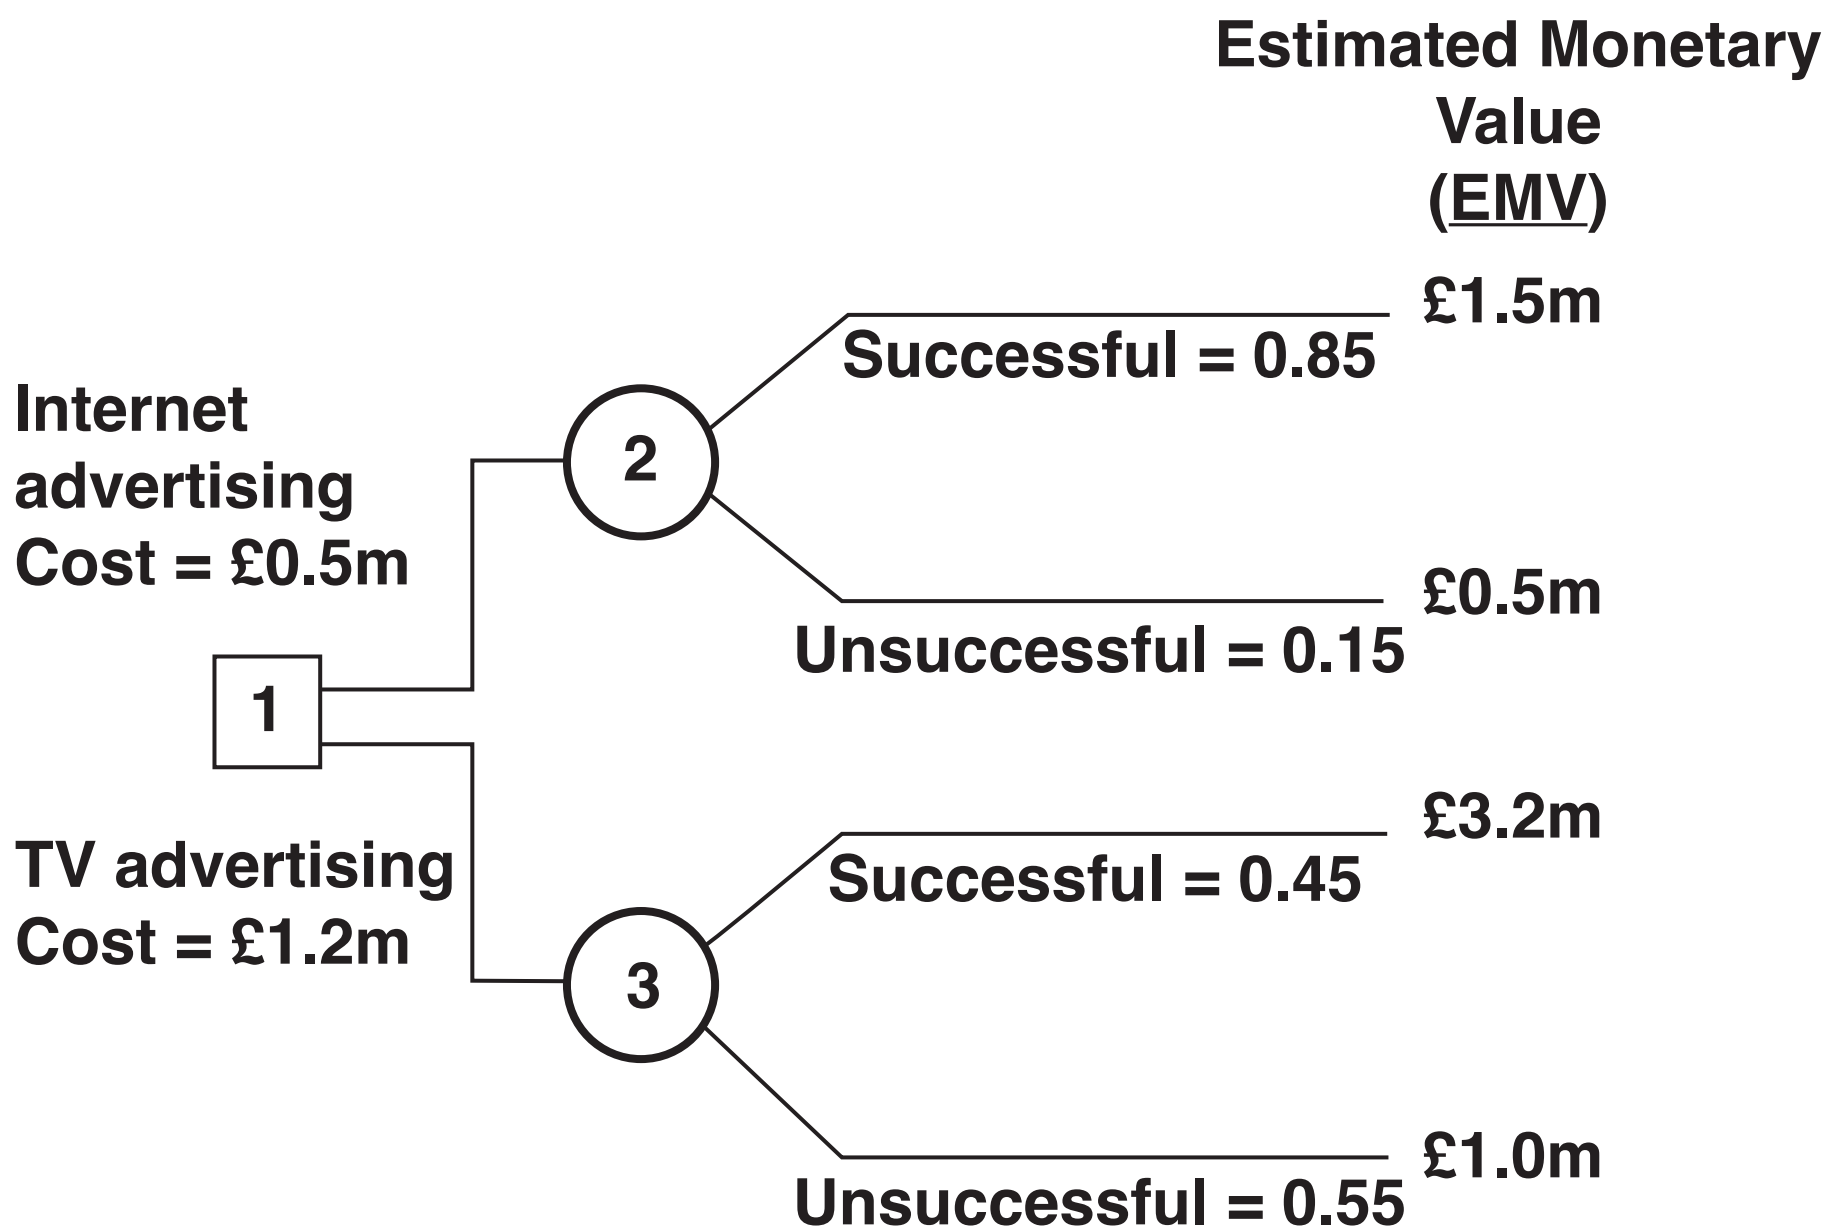 Estimated Monetary
Value
(EMV)
£1.5m
Successful = 0.85
Internet
advertising
Cost = £0.5m
2
£0.5m
Unsuccessful = 0.15
1
£3.2m
TV advertising
Cost = £1.2m
Successful = 0.45
3
£1.0m
Unsuccessful = 0.55